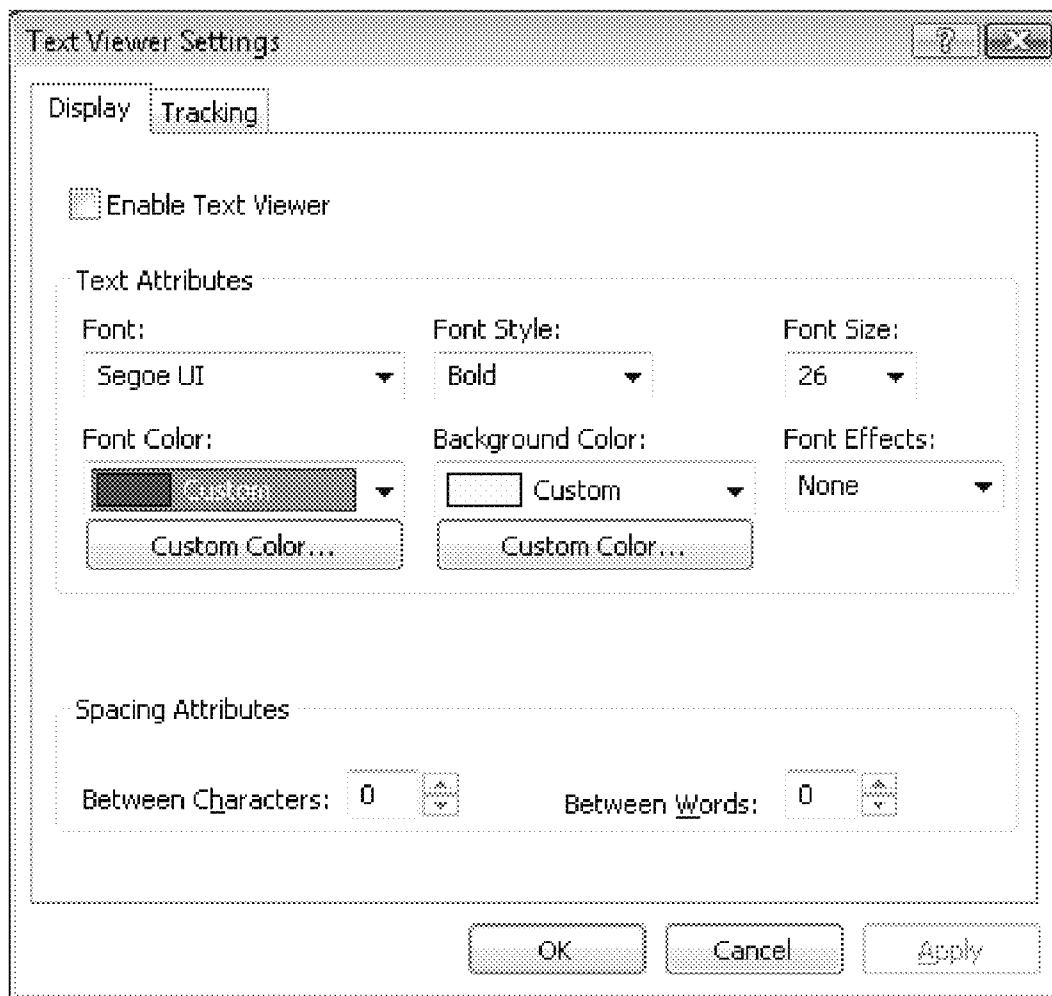 Text Viewer Settings ?
Display Tracking
Enable Text Viewer
Text Attributes
Font: Font Style: Font Size:
Segoe UI Bold 26
Font Color: Background Color: Font Effects:
Custom Custom None
Custom Color... Custom Color...
Spacing Attributes
Between Characters: 0 Between Words: 0
OK Cancel Apply